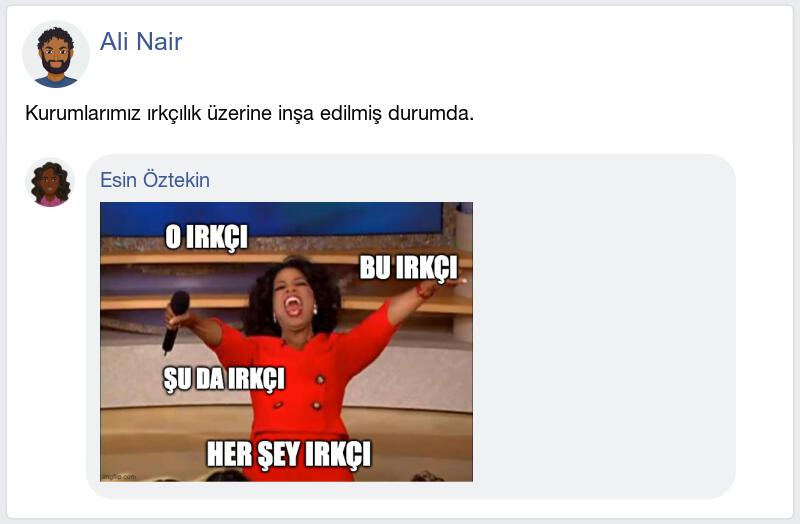 Ali Nair
Kurumlarımız ırkçılık üzerine inşa edilmiş durumda.
Esin Öztekin
O IRKÇI
BU IRKÇI
ŞU DA IRKÇI
HER ŞEY IRKÇI
imgflip.com